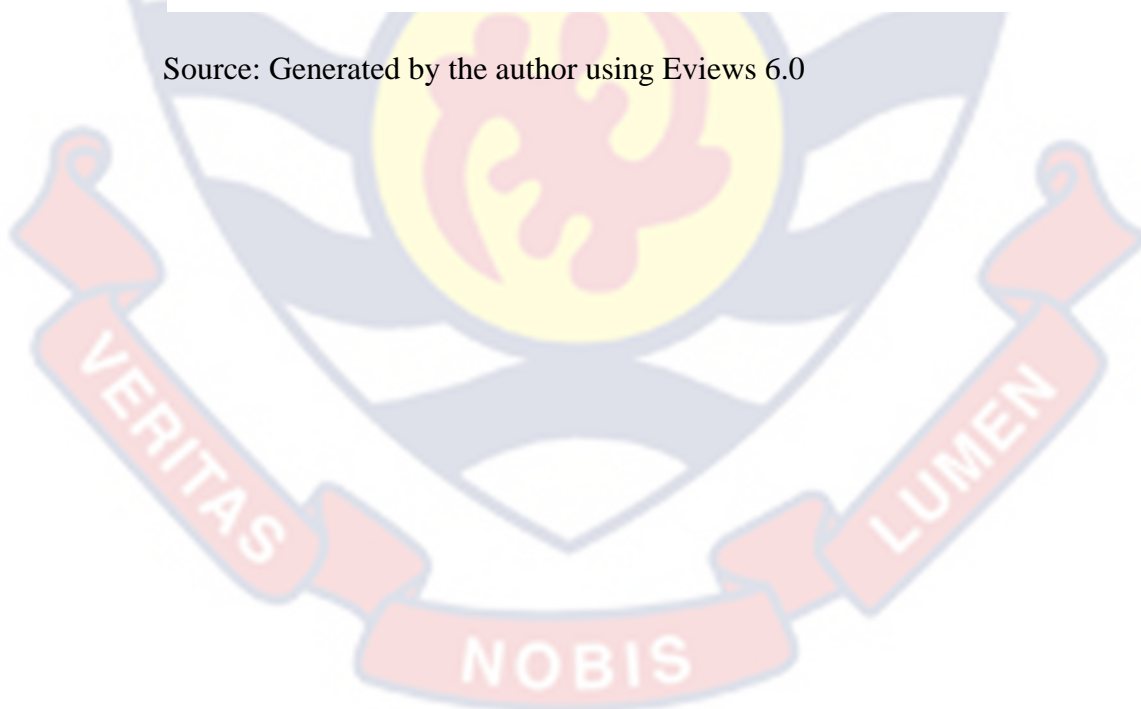 Source: Generated by the author using Eviews 6.0
VERITAS
NOBIS
LUMEN